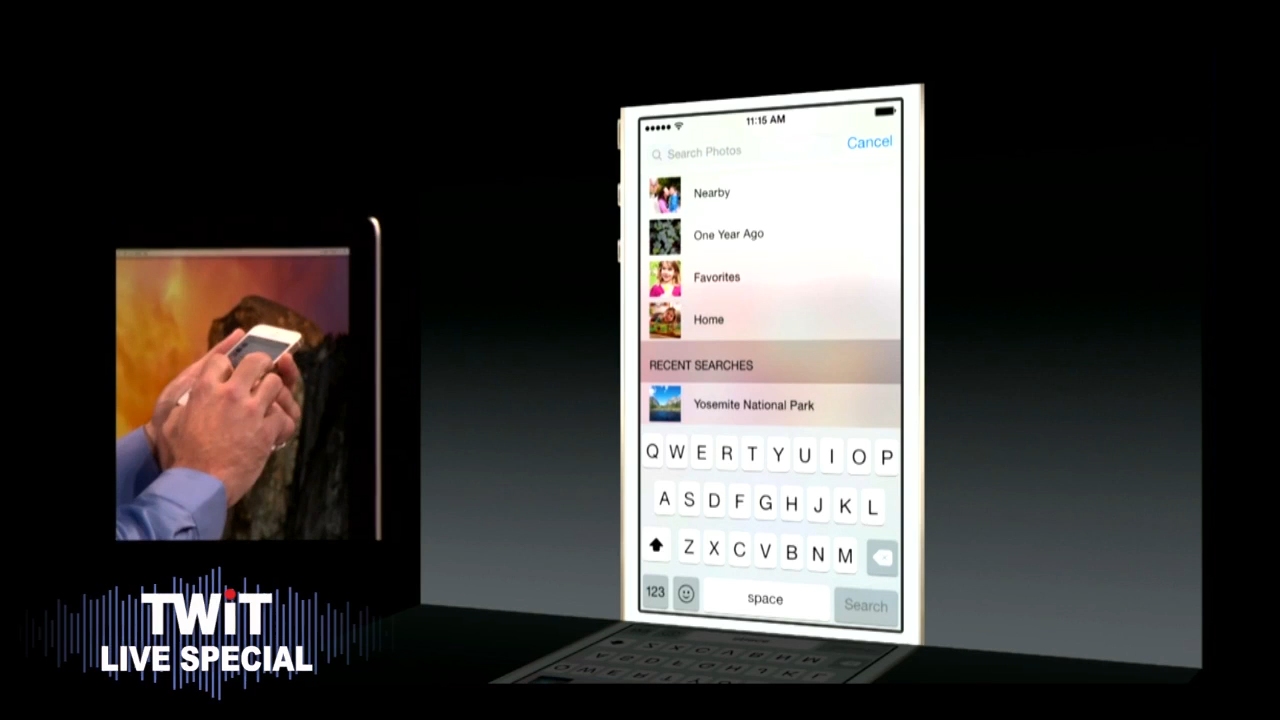 11:15 AM
Search Photos
Cancel
Nearby
One Year Ago
Favorites
Home
RECENT SEARCHES
Yosemite National Park
Q W E R T Y U I O P
A S D F G H J K L
Z X C V B N M
123 space Search
TWiT
LIVE SPECIAL